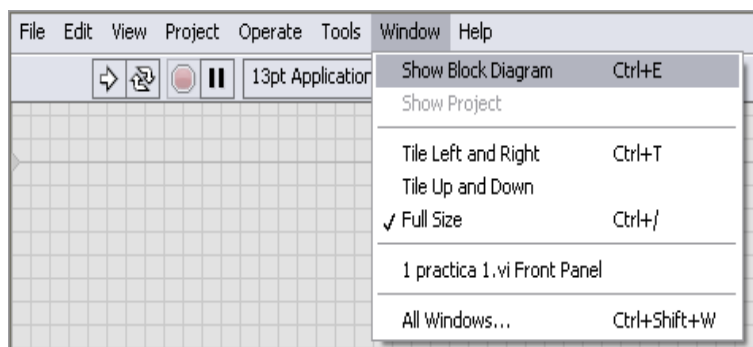 File Edit View Project Operate Tools Window Help
13pt Application
Show Block Diagram Ctrl+E
Show Project
Tile Left and Right Ctrl+T
Tile Up and Down
✓ Full Size Ctrl+/
1 practica 1.vi Front Panel
All Windows... Ctrl+Shift+W